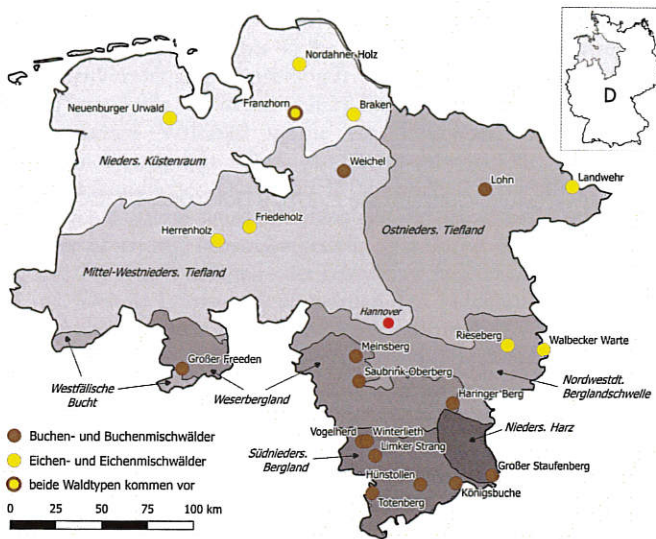 D
Nordahner Holz
Neuenburger Urwald
Franzhorn
Braken
Nieders. Küstenraum
Weichel
Lohn
Landwehr
Friedeholz
Herrenholz
Ostnieders. Tiefland
Mittel-Westnieders. Tiefland
Hannover
Rieseberg
Walbecker Warte
Meinsberg
Großer Freeden
Saubrink-Oberberg
Westfälische
Bucht
Weserbergland
Nordwestdt.
Berglandschwelle
Haringer Berg
Buchen- und Buchenmischwälder
Vogelherd
Winterlieth
Nieders. Harz
Eichen- und Eichenmischwälder
Südnieders.
Bergland
Limker Strang
Hünstollen
Großer Staufenberg
beide Waldtypen kommen vor
Totenberg
Königsbuche
0 25 50 75 100 km